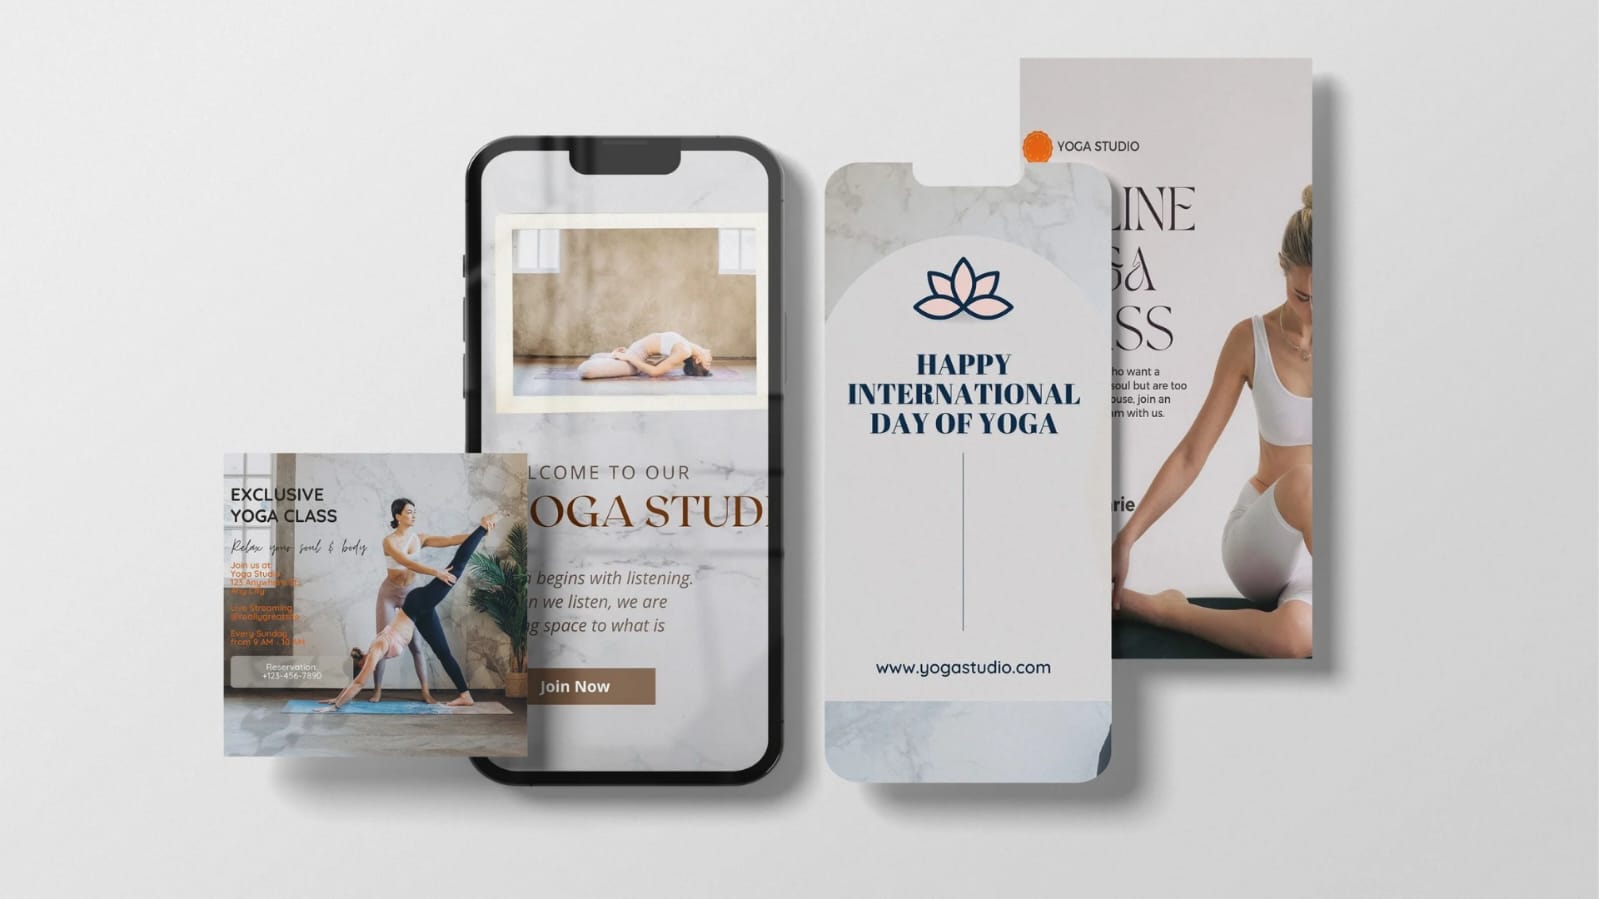 EXCLUSIVE
YOGA CLASS
Relax your soul & body
Join us at
Yoga Studio
123 Anywhere St.
Any City
Live Streaming
@reallygreatsite
Every Sunday
from 9 AM - 10 AM
Reservation:
+123-456-7890
LCOME TO OUR
OGA STUDI
begins with listening.
n we listen, we are
g space to what is
Join Now
HAPPY
INTERNATIONAL
DAY OF YOGA
www.yogastudio.com
YOGA STUDIO
LINE
GA
SS
ho want a
soul but are too
ouse, join an
m with us.
rie